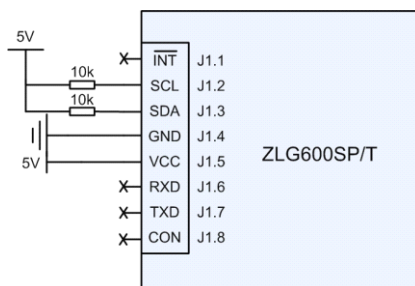 5V
INT J1.1
10k
SCL J1.2
10k
SDA J1.3
GND J1.4
ZLG600SP/T
5V
VCC J1.5
RXD J1.6
TXD J1.7
CON J1.8